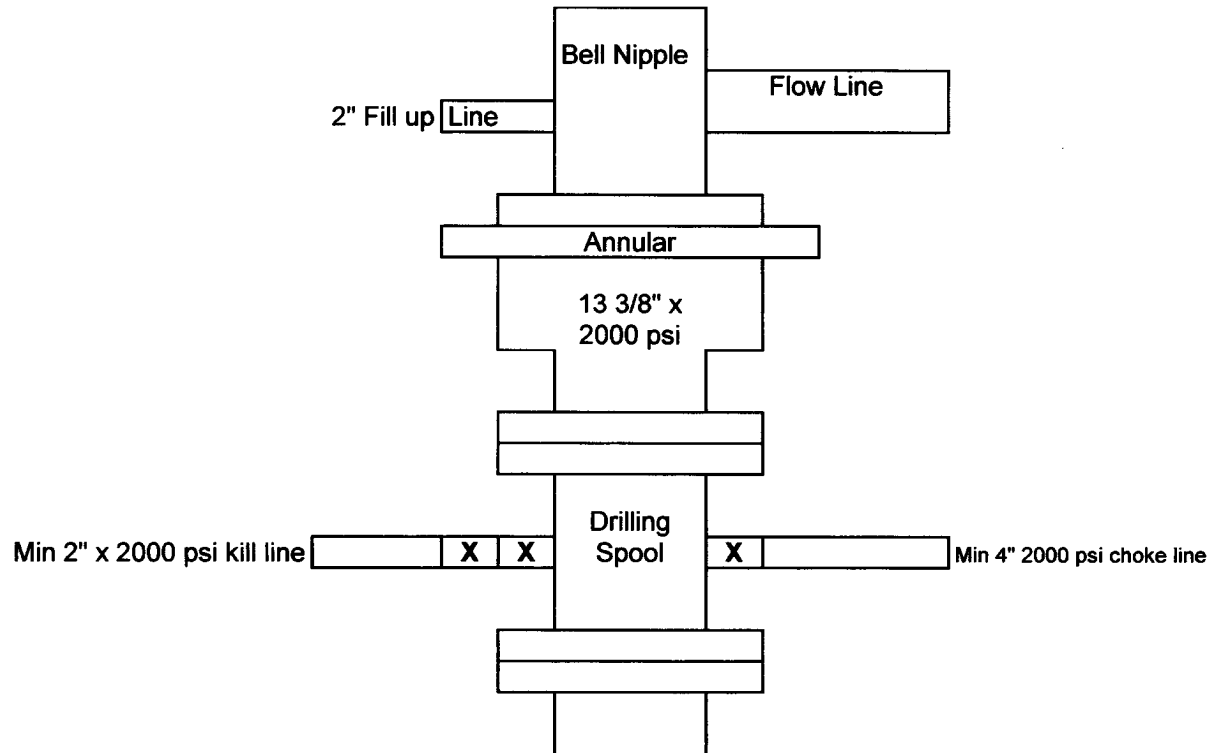 Bell Nipple
Flow Line
2" Fill up Line
Annular
13 3/8" x
2000 psi
Drilling
Spool
Min 2" x 2000 psi kill line
X X
X
Min 4" 2000 psi choke line